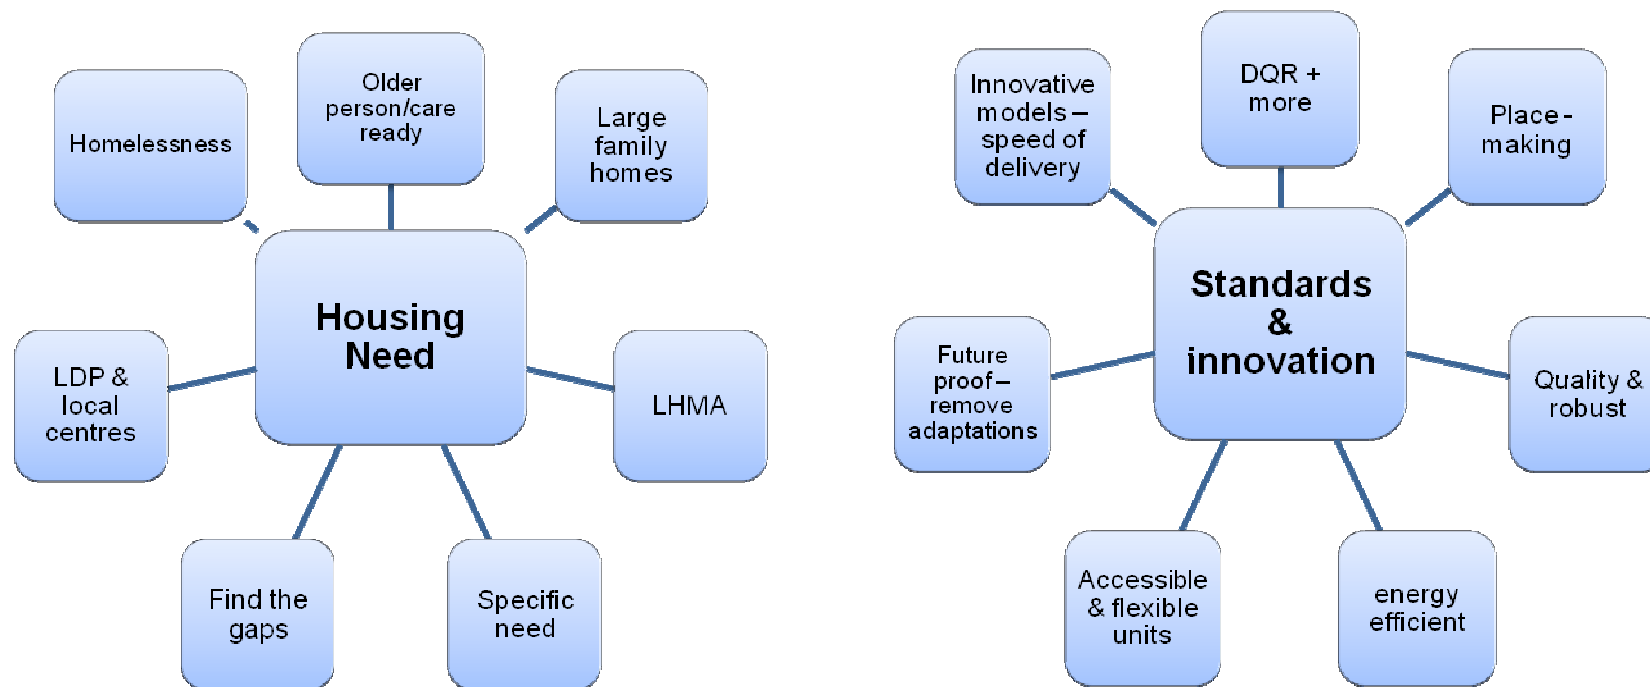 Older
person/care
ready
Homelessness
Large
family
homes
Housing
Need
LDP &
local
centres
LHMA
Find the
gaps
Specific
need
DQR +
more
Innovative
models –
speed of
delivery
Place-
making
Standards
&
innovation
Future
proof –
remove
adaptations
Quality &
robust
Accessible
& flexible
units
energy
efficient